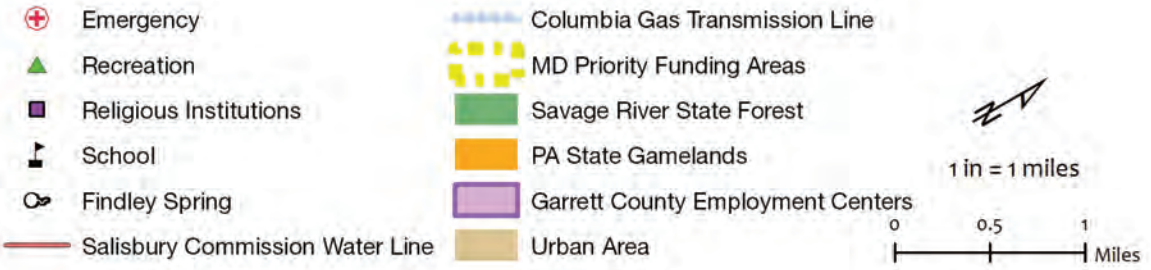 Emergency
Recreation
Religious Institutions
School
Findley Spring
Salisbury Commission Water Line
Columbia Gas Transmission Line
MD Priority Funding Areas
Savage River State Forest
PA State Gamelands
Garrett County Employment Centers
Urban Area
N
1 in = 1 miles
0 0.5 1
Miles